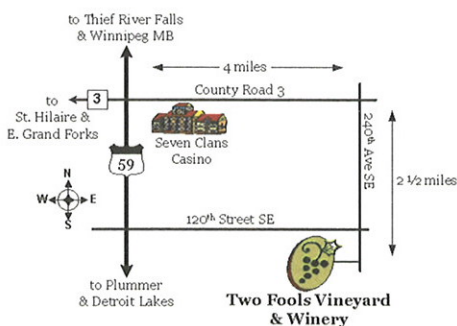 to Thief River Falls
& Winnipeg MB
4 miles
County Road 3
to
St. Hilaire &
E. Grand Forks
3
Seven Clans
Casino
59
240th Ave SE
2 ½ miles
N
W
E
S
120th Street SE
to Plummer
& Detroit Lakes
Two Fools Vineyard
& Winery